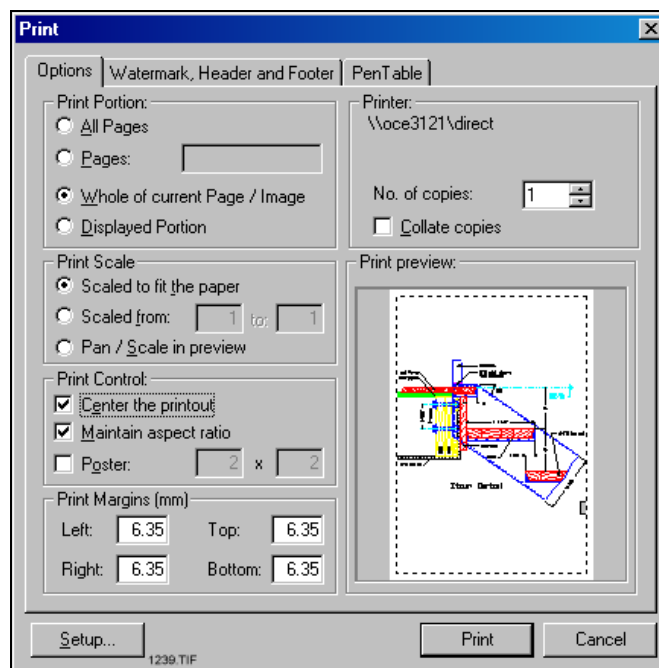 Print
Options
Watermark, Header and Footer
PenTable
Print Portion:
All Pages
Pages:
Whole of current Page / Image
Displayed Portion
Printer:
\\oce3121\direct
No. of copies: 1
Collate copies
Print Scale
Scaled to fit the paper
Scaled from: 1 to: 1
Pan / Scale in preview
Print preview:
Print Control:
Center the printout
Maintain aspect ratio
Poster: 2 x 2
Print Margins (mm)
Left: 6.35 Top: 6.35
Right: 6.35 Bottom: 6.35
Setup...
1239.TIF
Print
Cancel